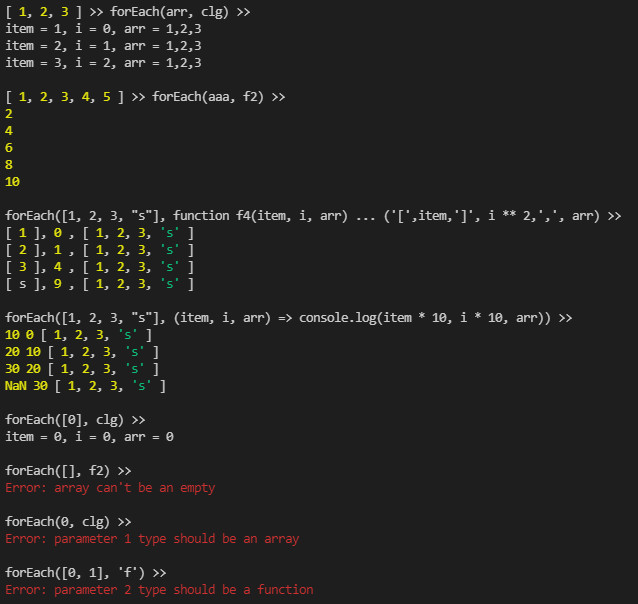 [ 1, 2, 3 ] >> forEach(arr, clg) >>
item = 1, i = 0, arr = 1,2,3
item = 2, i = 1, arr = 1,2,3
item = 3, i = 2, arr = 1,2,3
[ 1, 2, 3, 4, 5 ] >> forEach(aaa, f2) >>
2
4
6
8
10
forEach([1, 2, 3, "s"], function f4(item, i, arr) ... ('[',item,']', i ** 2,',', arr) >>
[ 1 ], 0 , [ 1, 2, 3, 's' ]
[ 2 ], 1 , [ 1, 2, 3, 's' ]
[ 3 ], 4 , [ 1, 2, 3, 's' ]
[ s ], 9 , [ 1, 2, 3, 's' ]
forEach([1, 2, 3, "s"], (item, i, arr) => console.log(item * 10, i * 10, arr)) >>
10 0 [ 1, 2, 3, 's' ]
20 10 [ 1, 2, 3, 's' ]
30 20 [ 1, 2, 3, 's' ]
NaN 30 [ 1, 2, 3, 's' ]
forEach([0], clg) >>
item = 0, i = 0, arr = 0
forEach([], f2) >>
Error: array can't be an empty
forEach(0, clg) >>
Error: parameter 1 type should be an array
forEach([0, 1], 'f') >>
Error: parameter 2 type should be a function